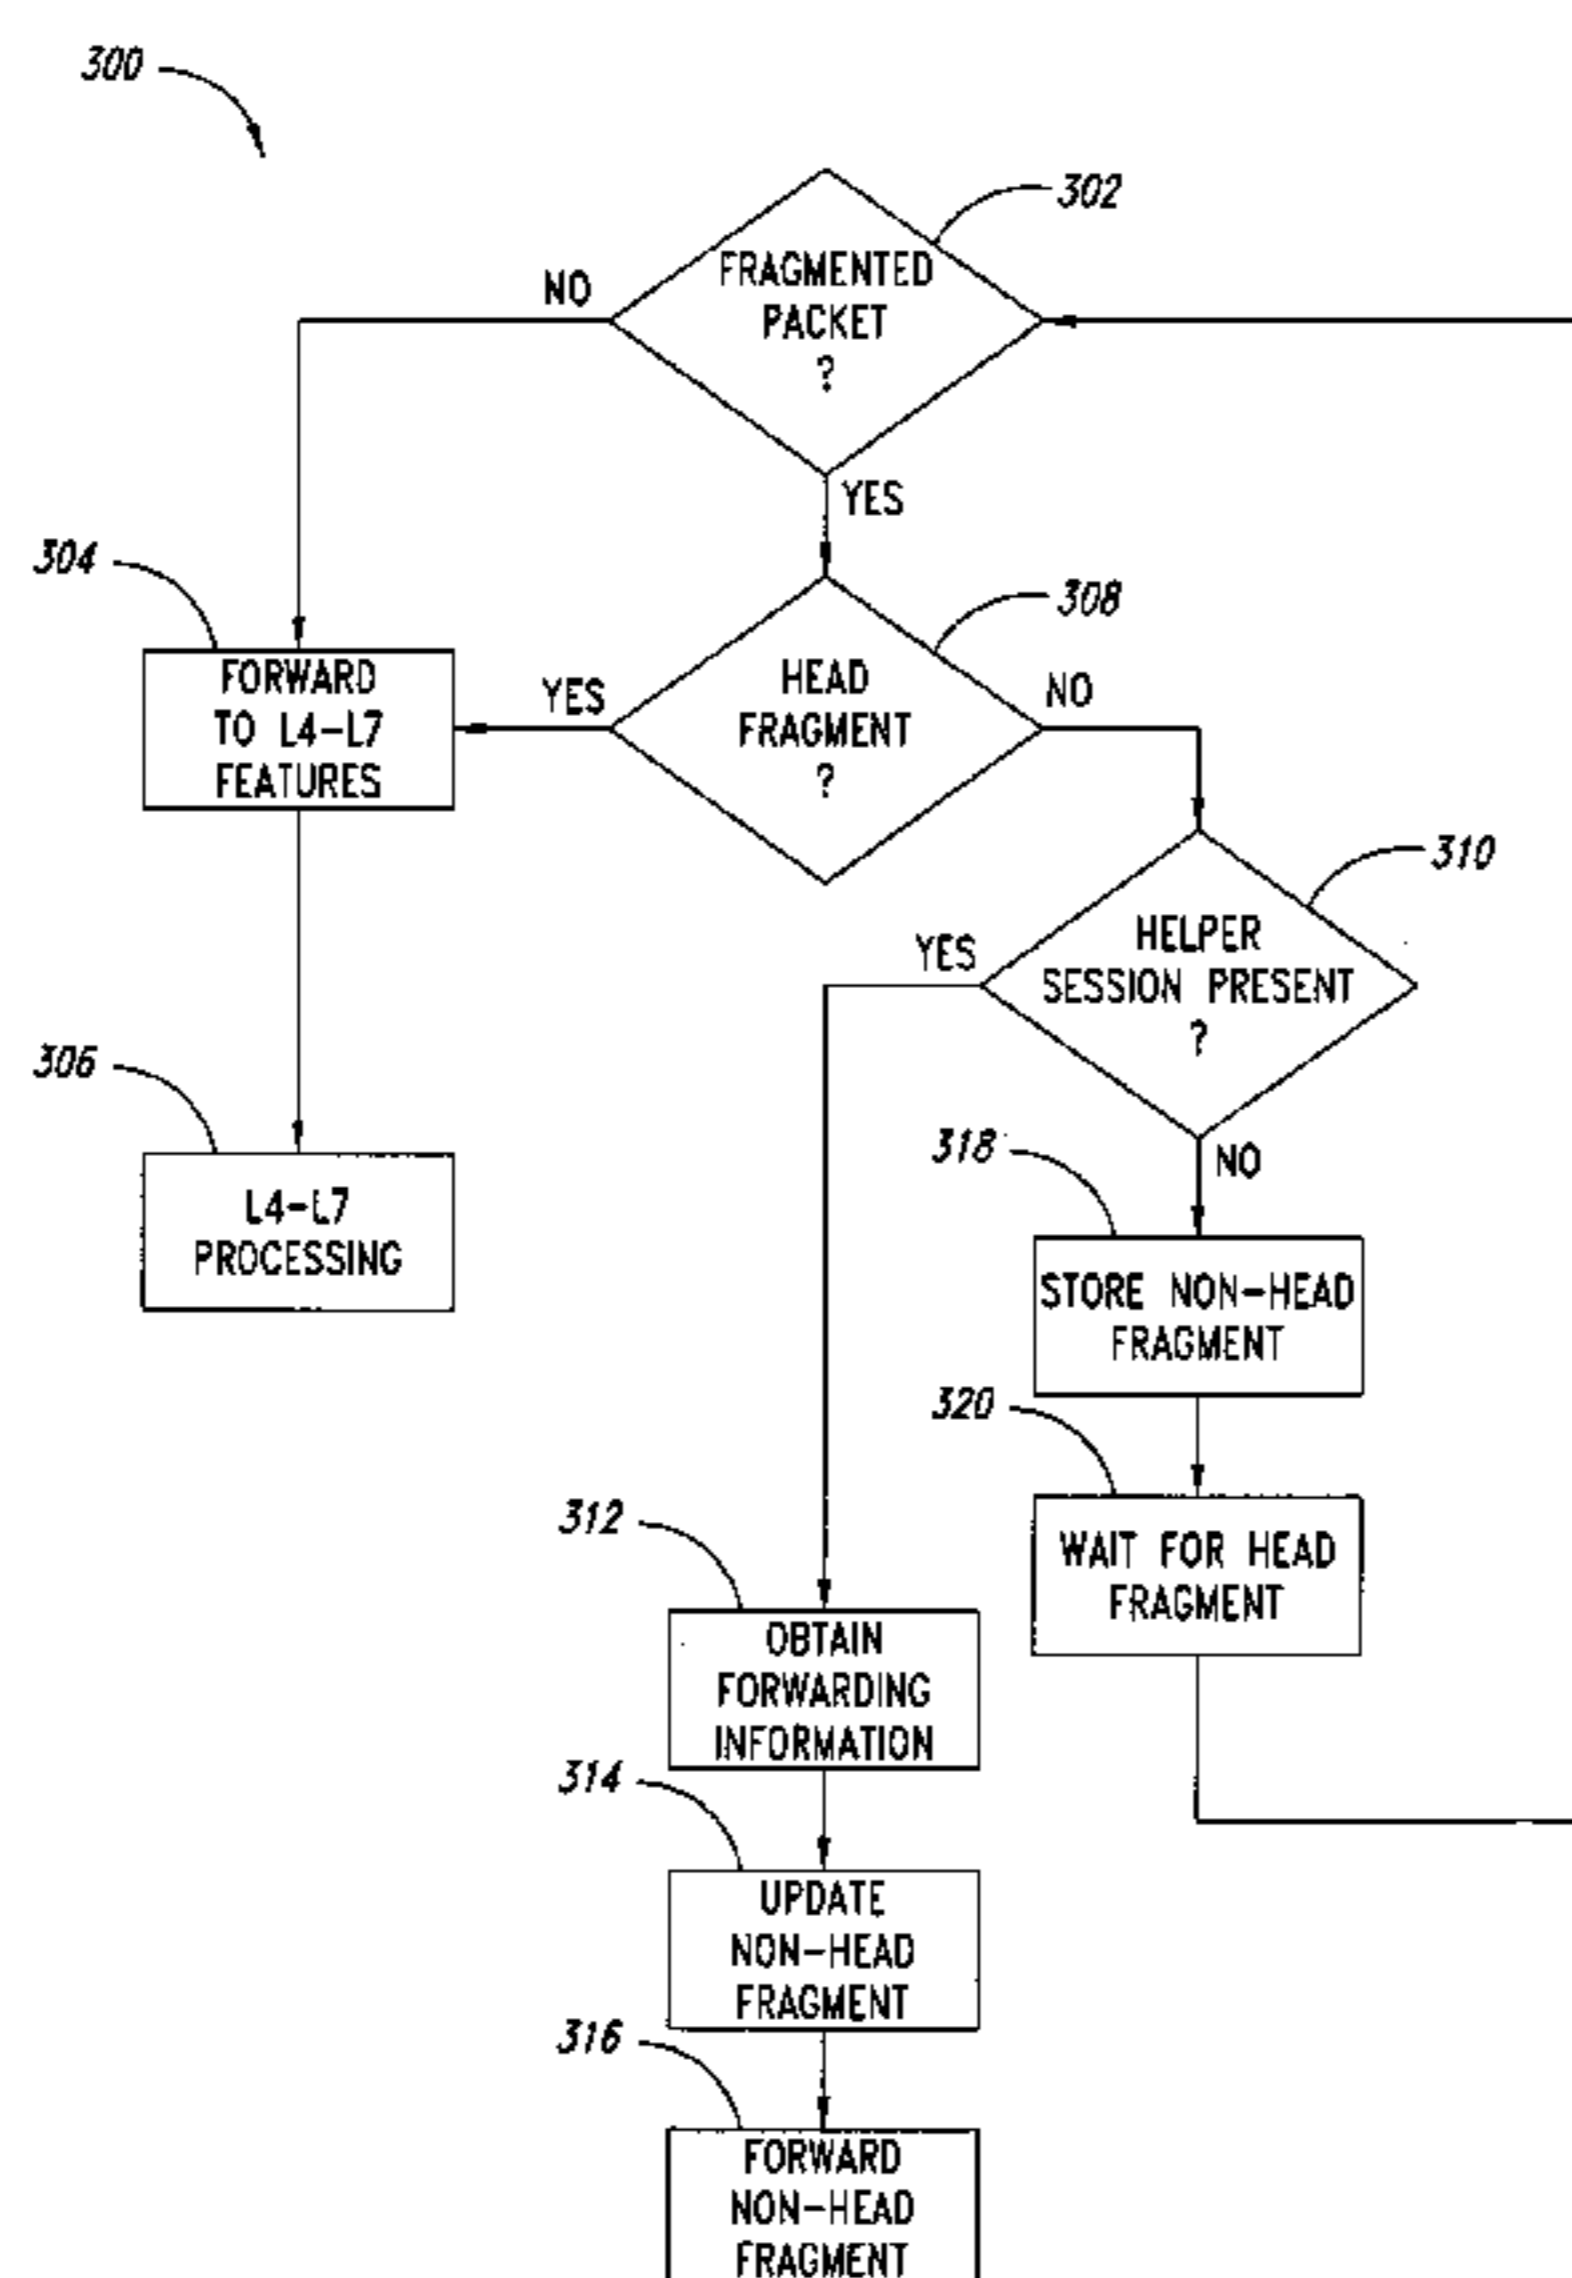 300
302
FRAGMENTED
PACKET
?
NO
YES
304
FORWARD
TO L4-L7
FEATURES
308
HEAD
FRAGMENT
?
YES
NO
310
HELPER
SESSION PRESENT
?
YES
NO
306
L4-L7
PROCESSING
318
STORE NON-HEAD
FRAGMENT
320
WAIT FOR HEAD
FRAGMENT
312
OBTAIN
FORWARDING
INFORMATION
314
UPDATE
NON-HEAD
FRAGMENT
316
FORWARD
NON-HEAD
FRAGMENT